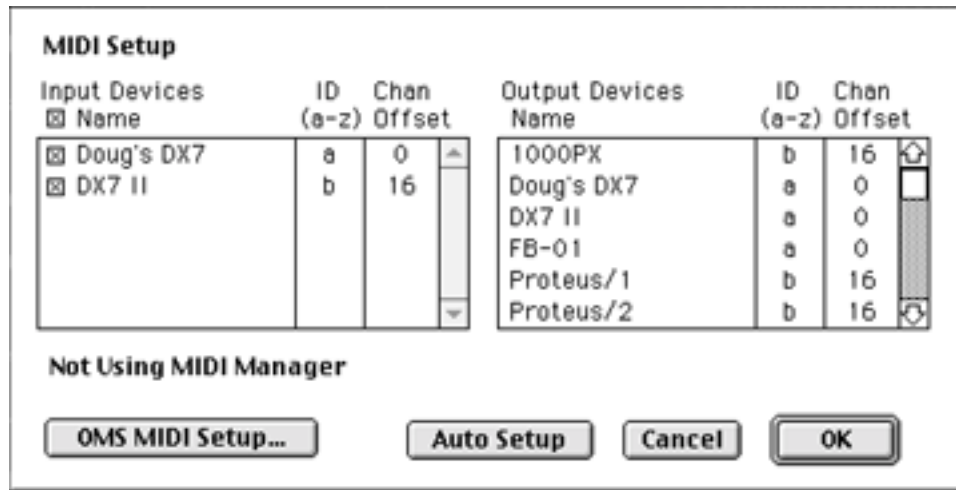 MIDI Setup
Input Devices ID Chan Output Devices ID Chan
☒ Name (a-z) Offset Name (a-z) Offset
☒ Doug's DX7 a 0 1000PX b 16
☒ DX7 II b 16 Doug's DX7 a 0
DX7 II a 0
FB-01 a 0
Proteus/1 b 16
Proteus/2 b 16
Not Using MIDI Manager
OMS MIDI Setup... Auto Setup Cancel OK